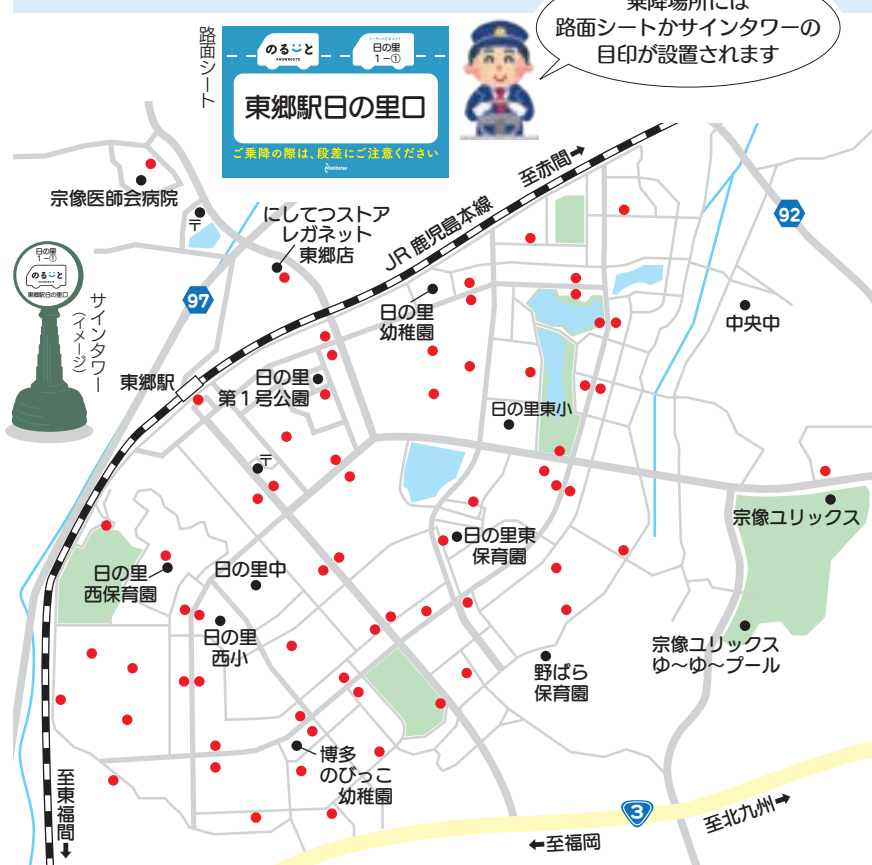 乗降場所には
路面シートかサインタワーの
目印が設置されます
路面シート
のるーと
KNOWROUTE
日の里
1-①
東郷駅日の里口
ご乗降の際は、段差にご注意ください
Nishitetsu
宗像医師会病院
〒
にしてつストア
レガネット
東郷店
JR鹿児島本線
至赤間→
92
日の里
1-①
のるーと
東郷駅日の里口
サインタワー
(イメージ)
97
日の里
幼稚園
中央中
東郷駅
日の里
第1号公園
日の里東小
〒
宗像ユリックス
日の里東
保育園
日の里
西保育園
日の里中
日の里
西小
宗像ユリックス
ゆ~ゆ~プール
野ばら
保育園
博多
のびっこ
幼稚園
至東福間↓
3
至北九州→
←至福岡